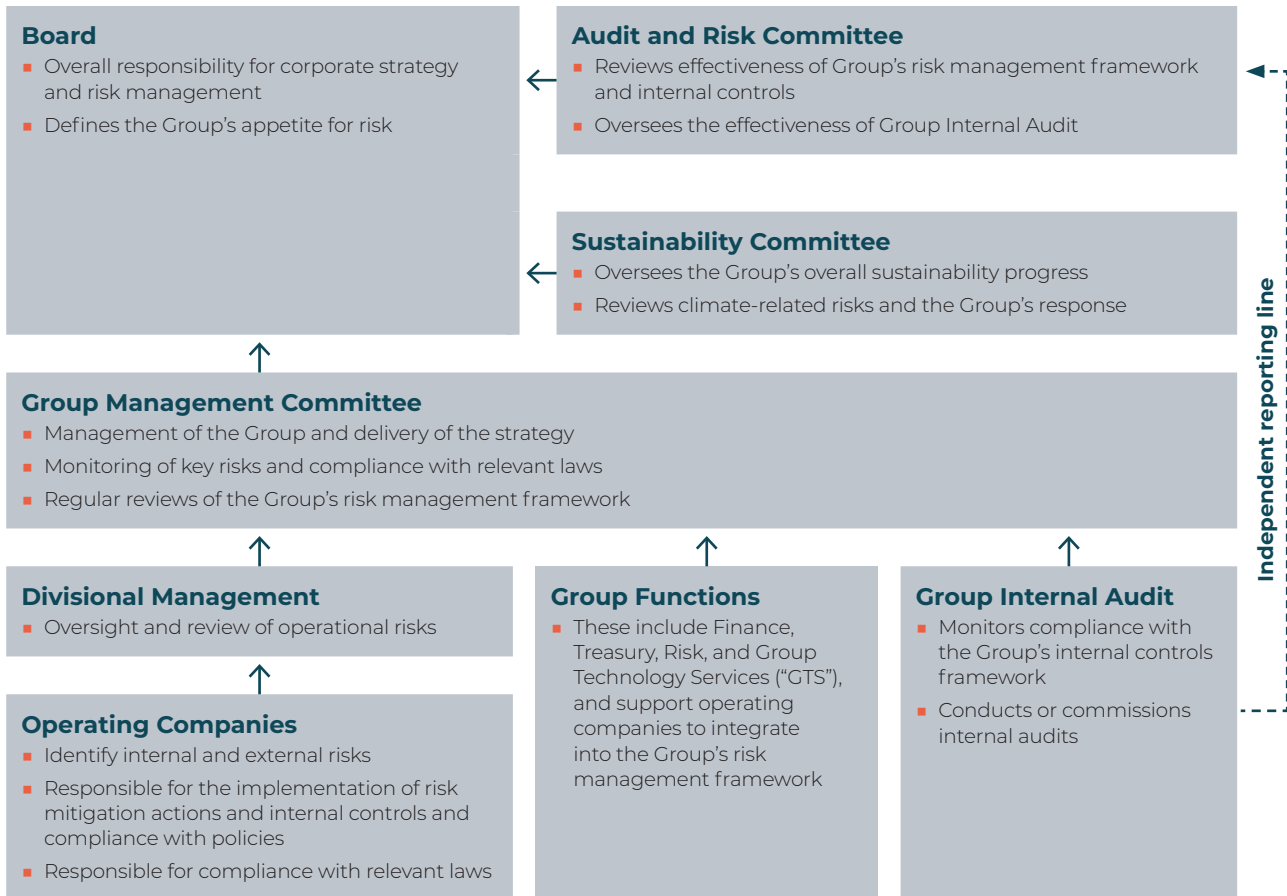 Board
▪ Overall responsibility for corporate strategy
and risk management
▪ Defines the Group’s appetite for risk
Audit and Risk Committee
▪ Reviews effectiveness of Group’s risk management framework
and internal controls
▪ Oversees the effectiveness of Group Internal Audit
Sustainability Committee
▪ Oversees the Group’s overall sustainability progress
▪ Reviews climate-related risks and the Group’s response
Independent reporting line
Group Management Committee
▪ Management of the Group and delivery of the strategy
▪ Monitoring of key risks and compliance with relevant laws
▪ Regular reviews of the Group’s risk management framework
Divisional Management
▪ Oversight and review of operational risks
Operating Companies
▪ Identify internal and external risks
▪ Responsible for the implementation of risk
mitigation actions and internal controls and
compliance with policies
▪ Responsible for compliance with relevant laws
Group Functions
▪ These include Finance,
Treasury, Risk, and Group
Technology Services (“GTS”),
and support operating
companies to integrate
into the Group’s risk
management framework
Group Internal Audit
▪ Monitors compliance with
the Group’s internal controls
framework
▪ Conducts or commissions
internal audits